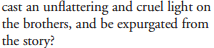 cast an unflattering and cruel light on
the brothers, and be expurgated from
the story?